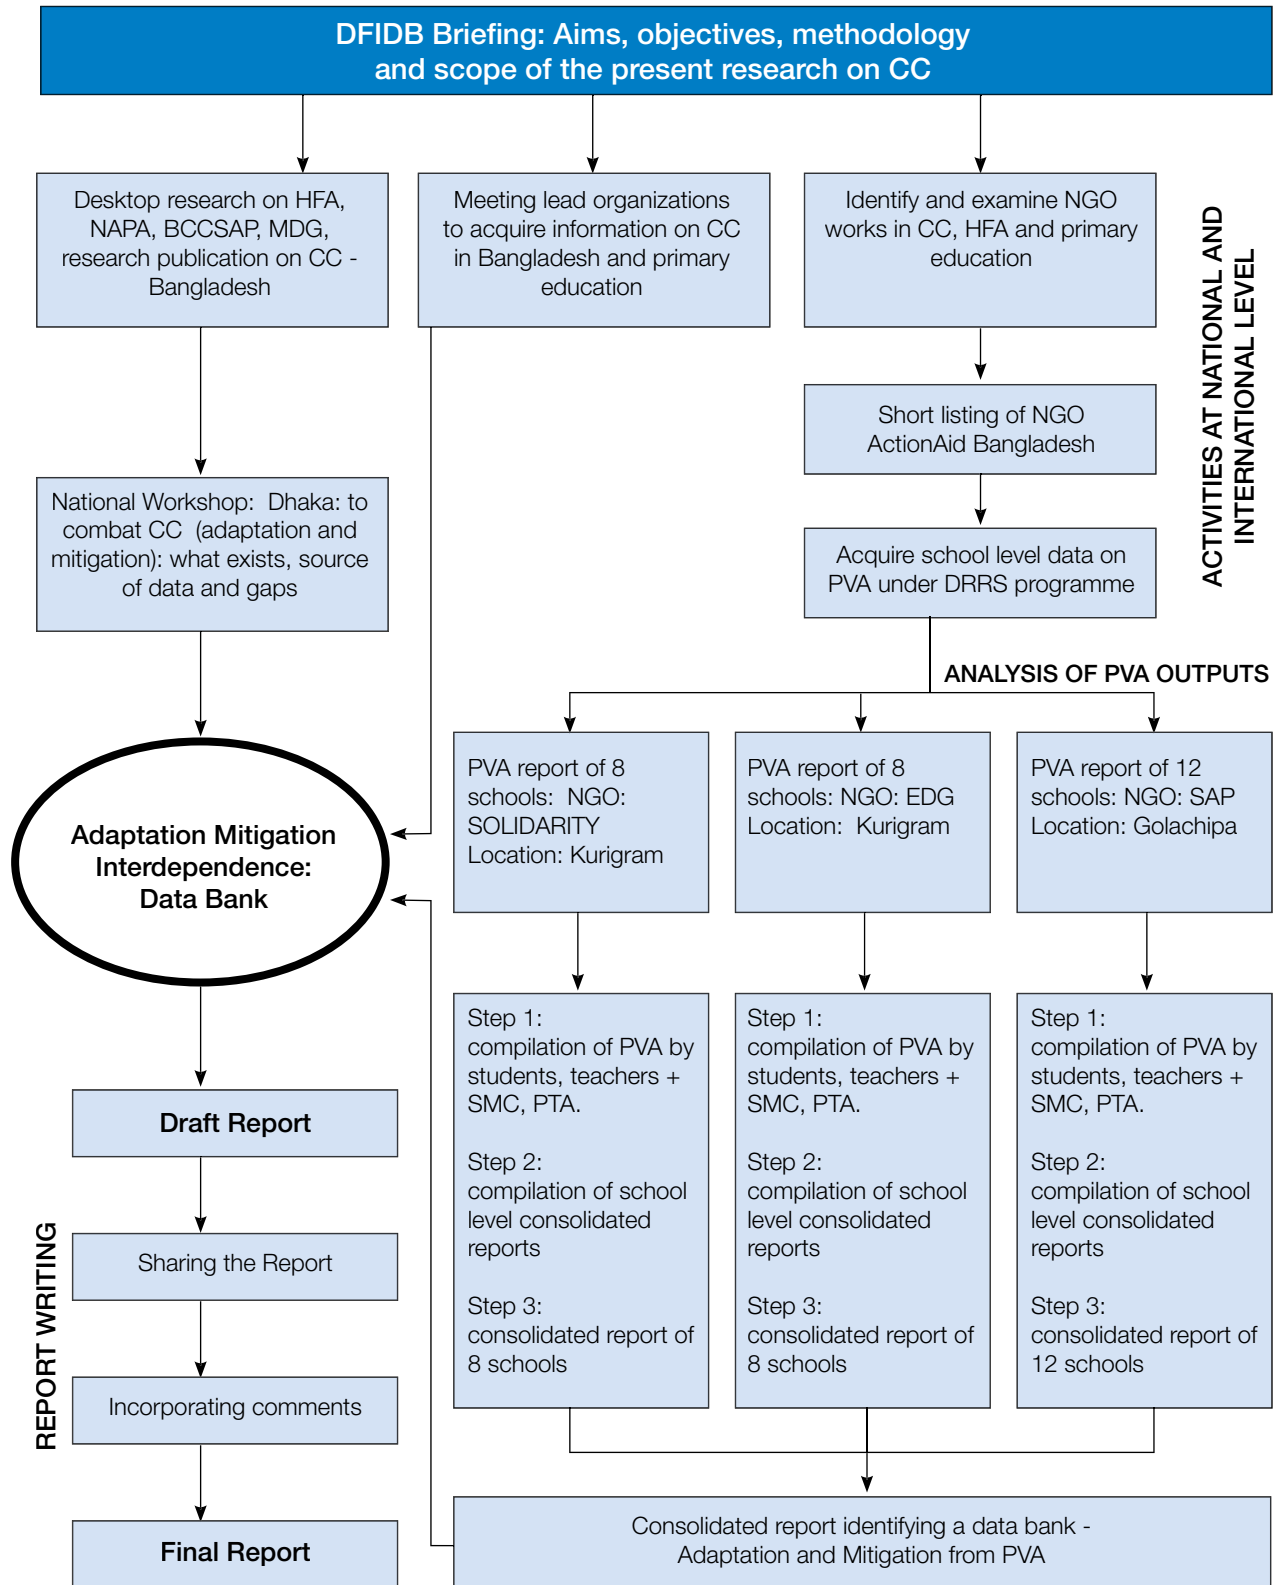 DFIDB Briefing: Aims, objectives, methodology
and scope of the present research on CC
Desktop research on HFA,
NAPA, BCCSAP, MDG,
research publication on CC -
Bangladesh
Meeting lead organizations
to acquire information on CC
in Bangladesh and primary
education
Identify and examine NGO
works in CC, HFA and primary
education
ACTIVITIES AT NATIONAL AND
INTERNATIONAL LEVEL
Short listing of NGO
ActionAid Bangladesh
National Workshop: Dhaka: to
combat CC (adaptation and
mitigation): what exists, source
of data and gaps
Acquire school level data on
PVA under DRRS programme
ANALYSIS OF PVA OUTPUTS
PVA report of 8
schools: NGO:
SOLIDARITY
Location: Kurigram
PVA report of 8
schools: NGO: EDG
Location: Kurigram
PVA report of 12
schools: NGO: SAP
Location: Golachipa
Adaptation Mitigation
Interdependence:
Data Bank
Step 1:
compilation of PVA by
students, teachers +
SMC, PTA.
Step 2:
compilation of school
level consolidated
reports
Step 3:
consolidated report of
8 schools
Step 1:
compilation of PVA by
students, teachers +
SMC, PTA.
Step 2:
compilation of school
level consolidated
reports
Step 3:
consolidated report of
8 schools
Step 1:
compilation of PVA by
students, teachers +
SMC, PTA.
Step 2:
compilation of school
level consolidated
reports
Step 3:
consolidated report of
12 schools
REPORT WRITING
Draft Report
Sharing the Report
Incorporating comments
Final Report
Consolidated report identifying a data bank -
Adaptation and Mitigation from PVA